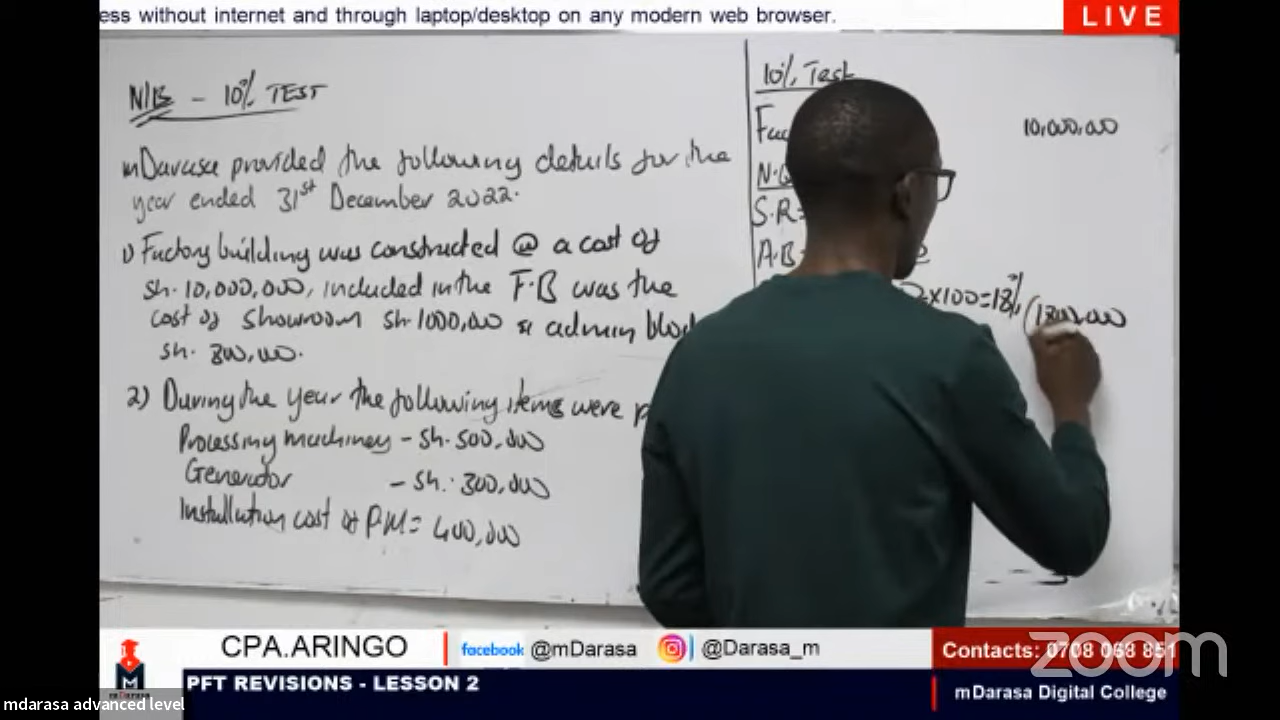 ess without internet and through laptop/desktop on any modern web browser.
LIVE
N/B - 10% TEST
mDarasa provided the following details for the
year ended 31st December 2022.
1) Factory building was constructed @ a cost of
sh. 10,000,000, included in the F.B was the
cost of showroom sh 1000,000 & admin block
sh. 800,000.
2) During the year the following items were p
Processing machinery - sh. 500,000
Generator - sh. 300,000
Installation cost of P.M = 400,000
10% Test
10,000,000
S.R=
A.B=
x100=18% (1800,000
CPA.ARINGO
facebook @mDarasa
@Darasa_m
Contacts: 0708 068 851
zoom
PFT REVISIONS - LESSON 2
mDarasa Digital College
mdarasa advanced level